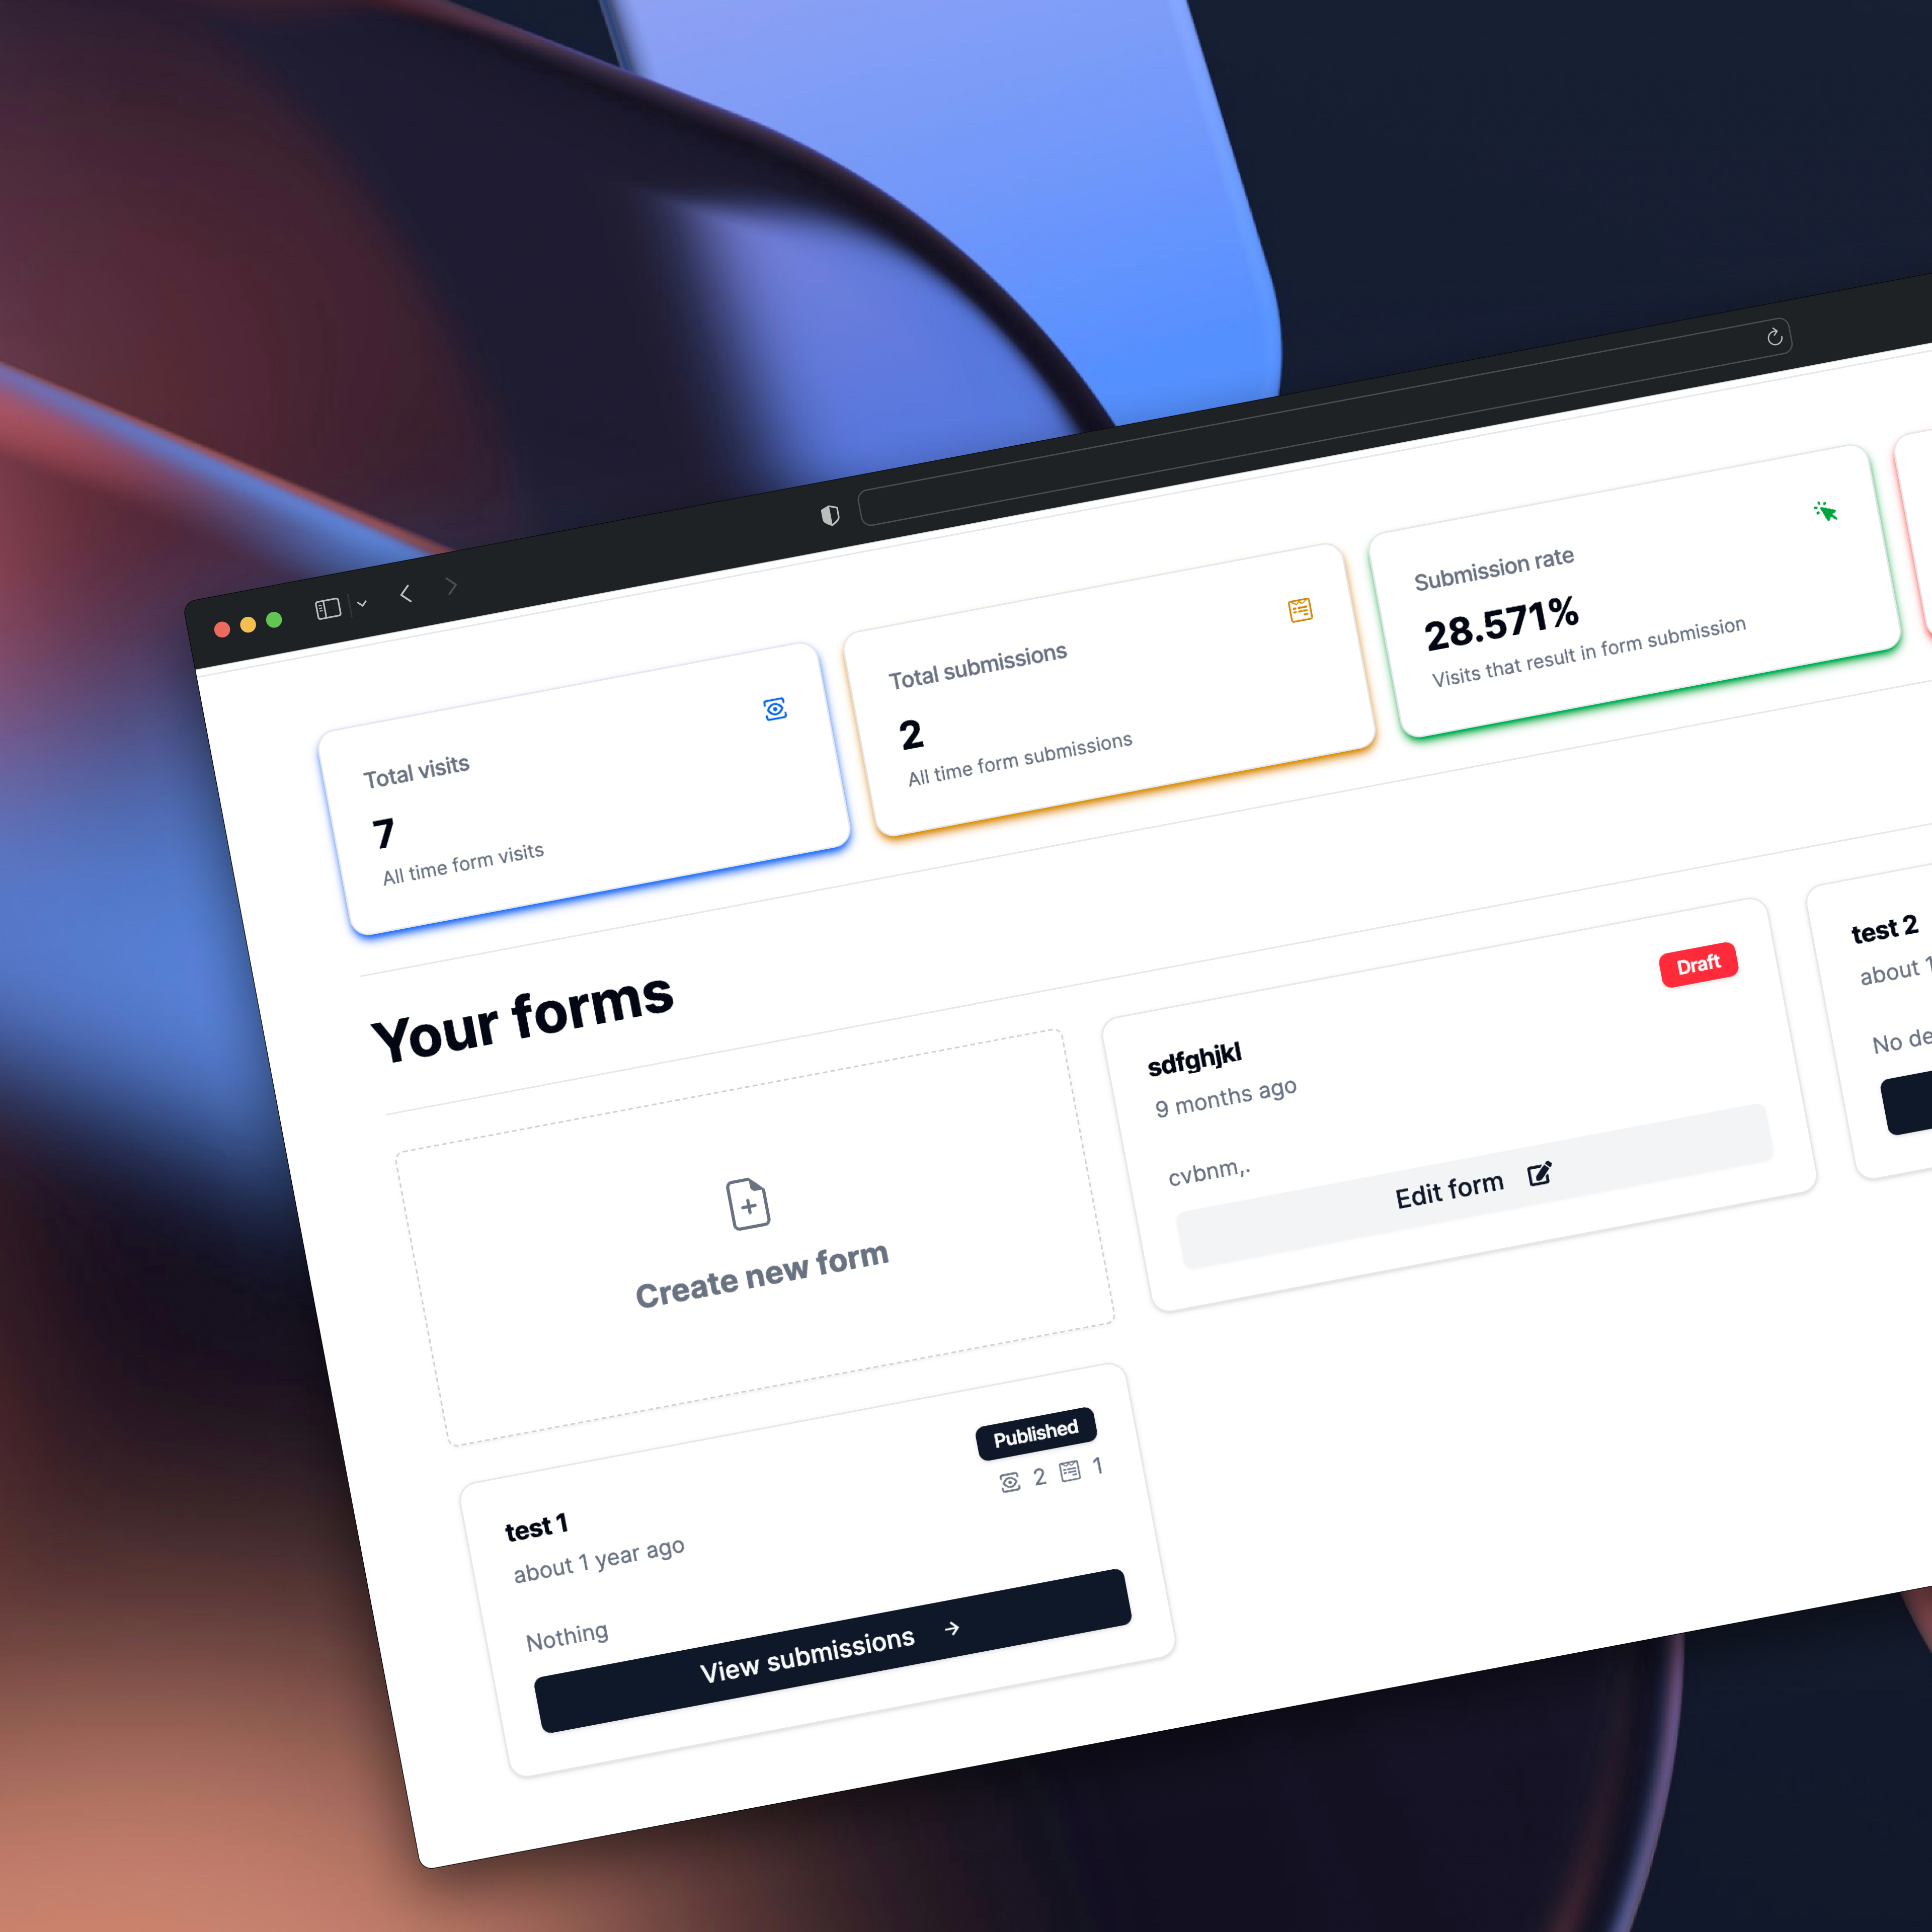 Total visits
7
All time form visits
Total submissions
2
All time form submissions
Submission rate
28.571%
Visits that result in form submission
Your forms
Create new form
sdfghjkl
Draft
9 months ago
cvbnm,.
Edit form
test 2
about
No
test 1
Published
2 1
about 1 year ago
Nothing
View submissions